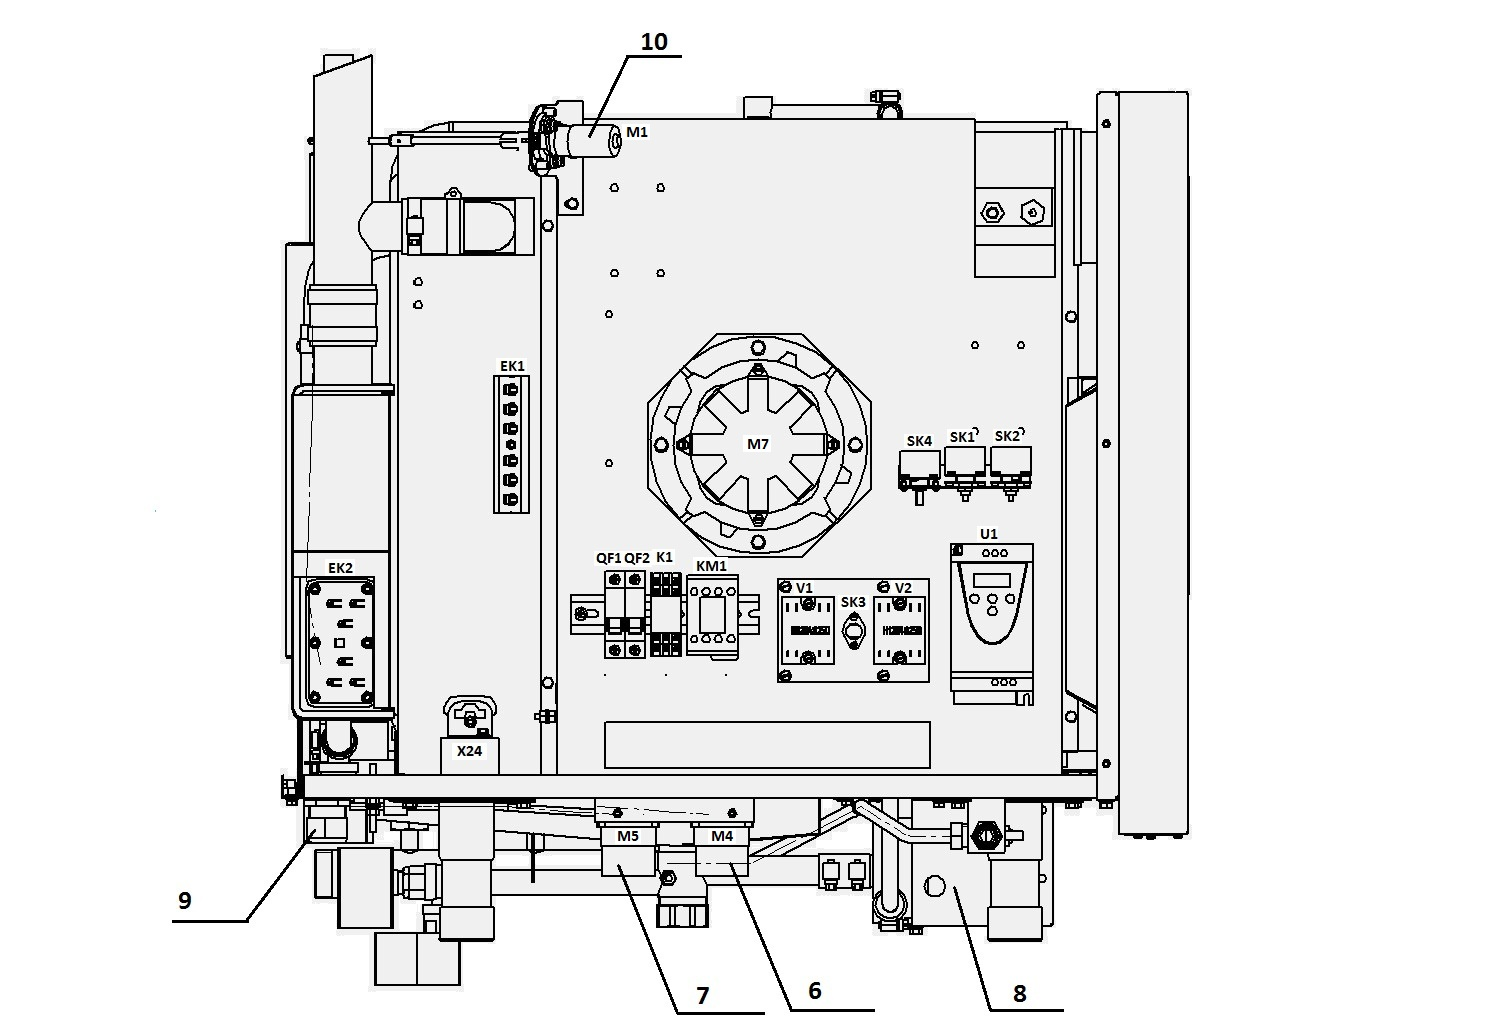 10
M1
EK1
M7
SK4 SK1 SK2
U1
QF1 QF2 K1
KM1
EK2
V1 SK3 V2
X24
M5 M4
9
7
6
8